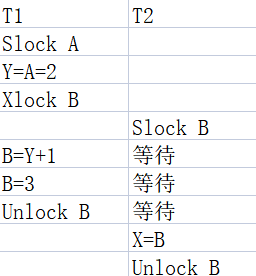 T1 T2
Slock A
Y=A=2
Xlock B
Slock B
B=Y+1 等待
B=3 等待
Unlock B 等待
X=B
Unlock B